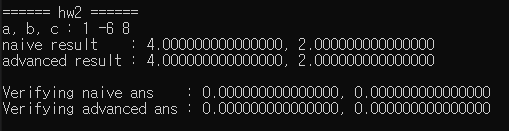 ====== hw2 ======
a, b, c : 1 -6 8
naive result    : 4.000000000000000, 2.000000000000000
advanced result : 4.000000000000000, 2.000000000000000
Verifying naive ans    : 0.000000000000000, 0.000000000000000
Verifying advanced ans : 0.000000000000000, 0.000000000000000